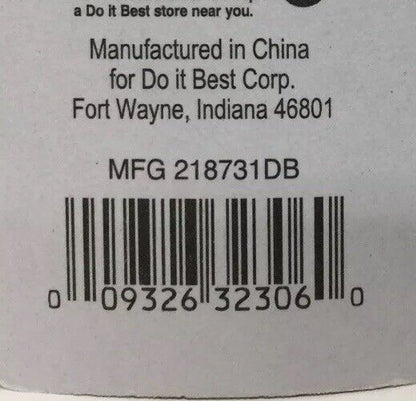 a Do it Best store near you.
Manufactured in China
for Do it Best Corp.
Fort Wayne, Indiana 46801
MFG 218731DB
0 09326 32306 0